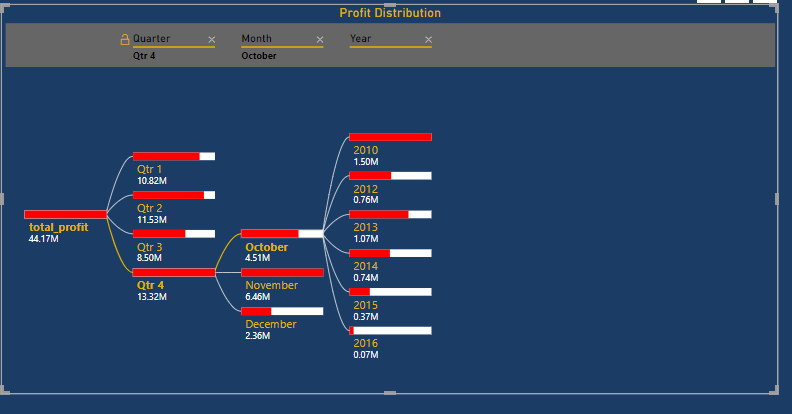 Profit Distribution
Quarter
Qtr 4
Month
October
Year
total_profit
44.17M
Qtr 1
10.82M
Qtr 2
11.53M
Qtr 3
8.50M
Qtr 4
13.32M
October
4.51M
November
6.46M
December
2.36M
2010
1.50M
2012
0.76M
2013
1.07M
2014
0.74M
2015
0.37M
2016
0.07M